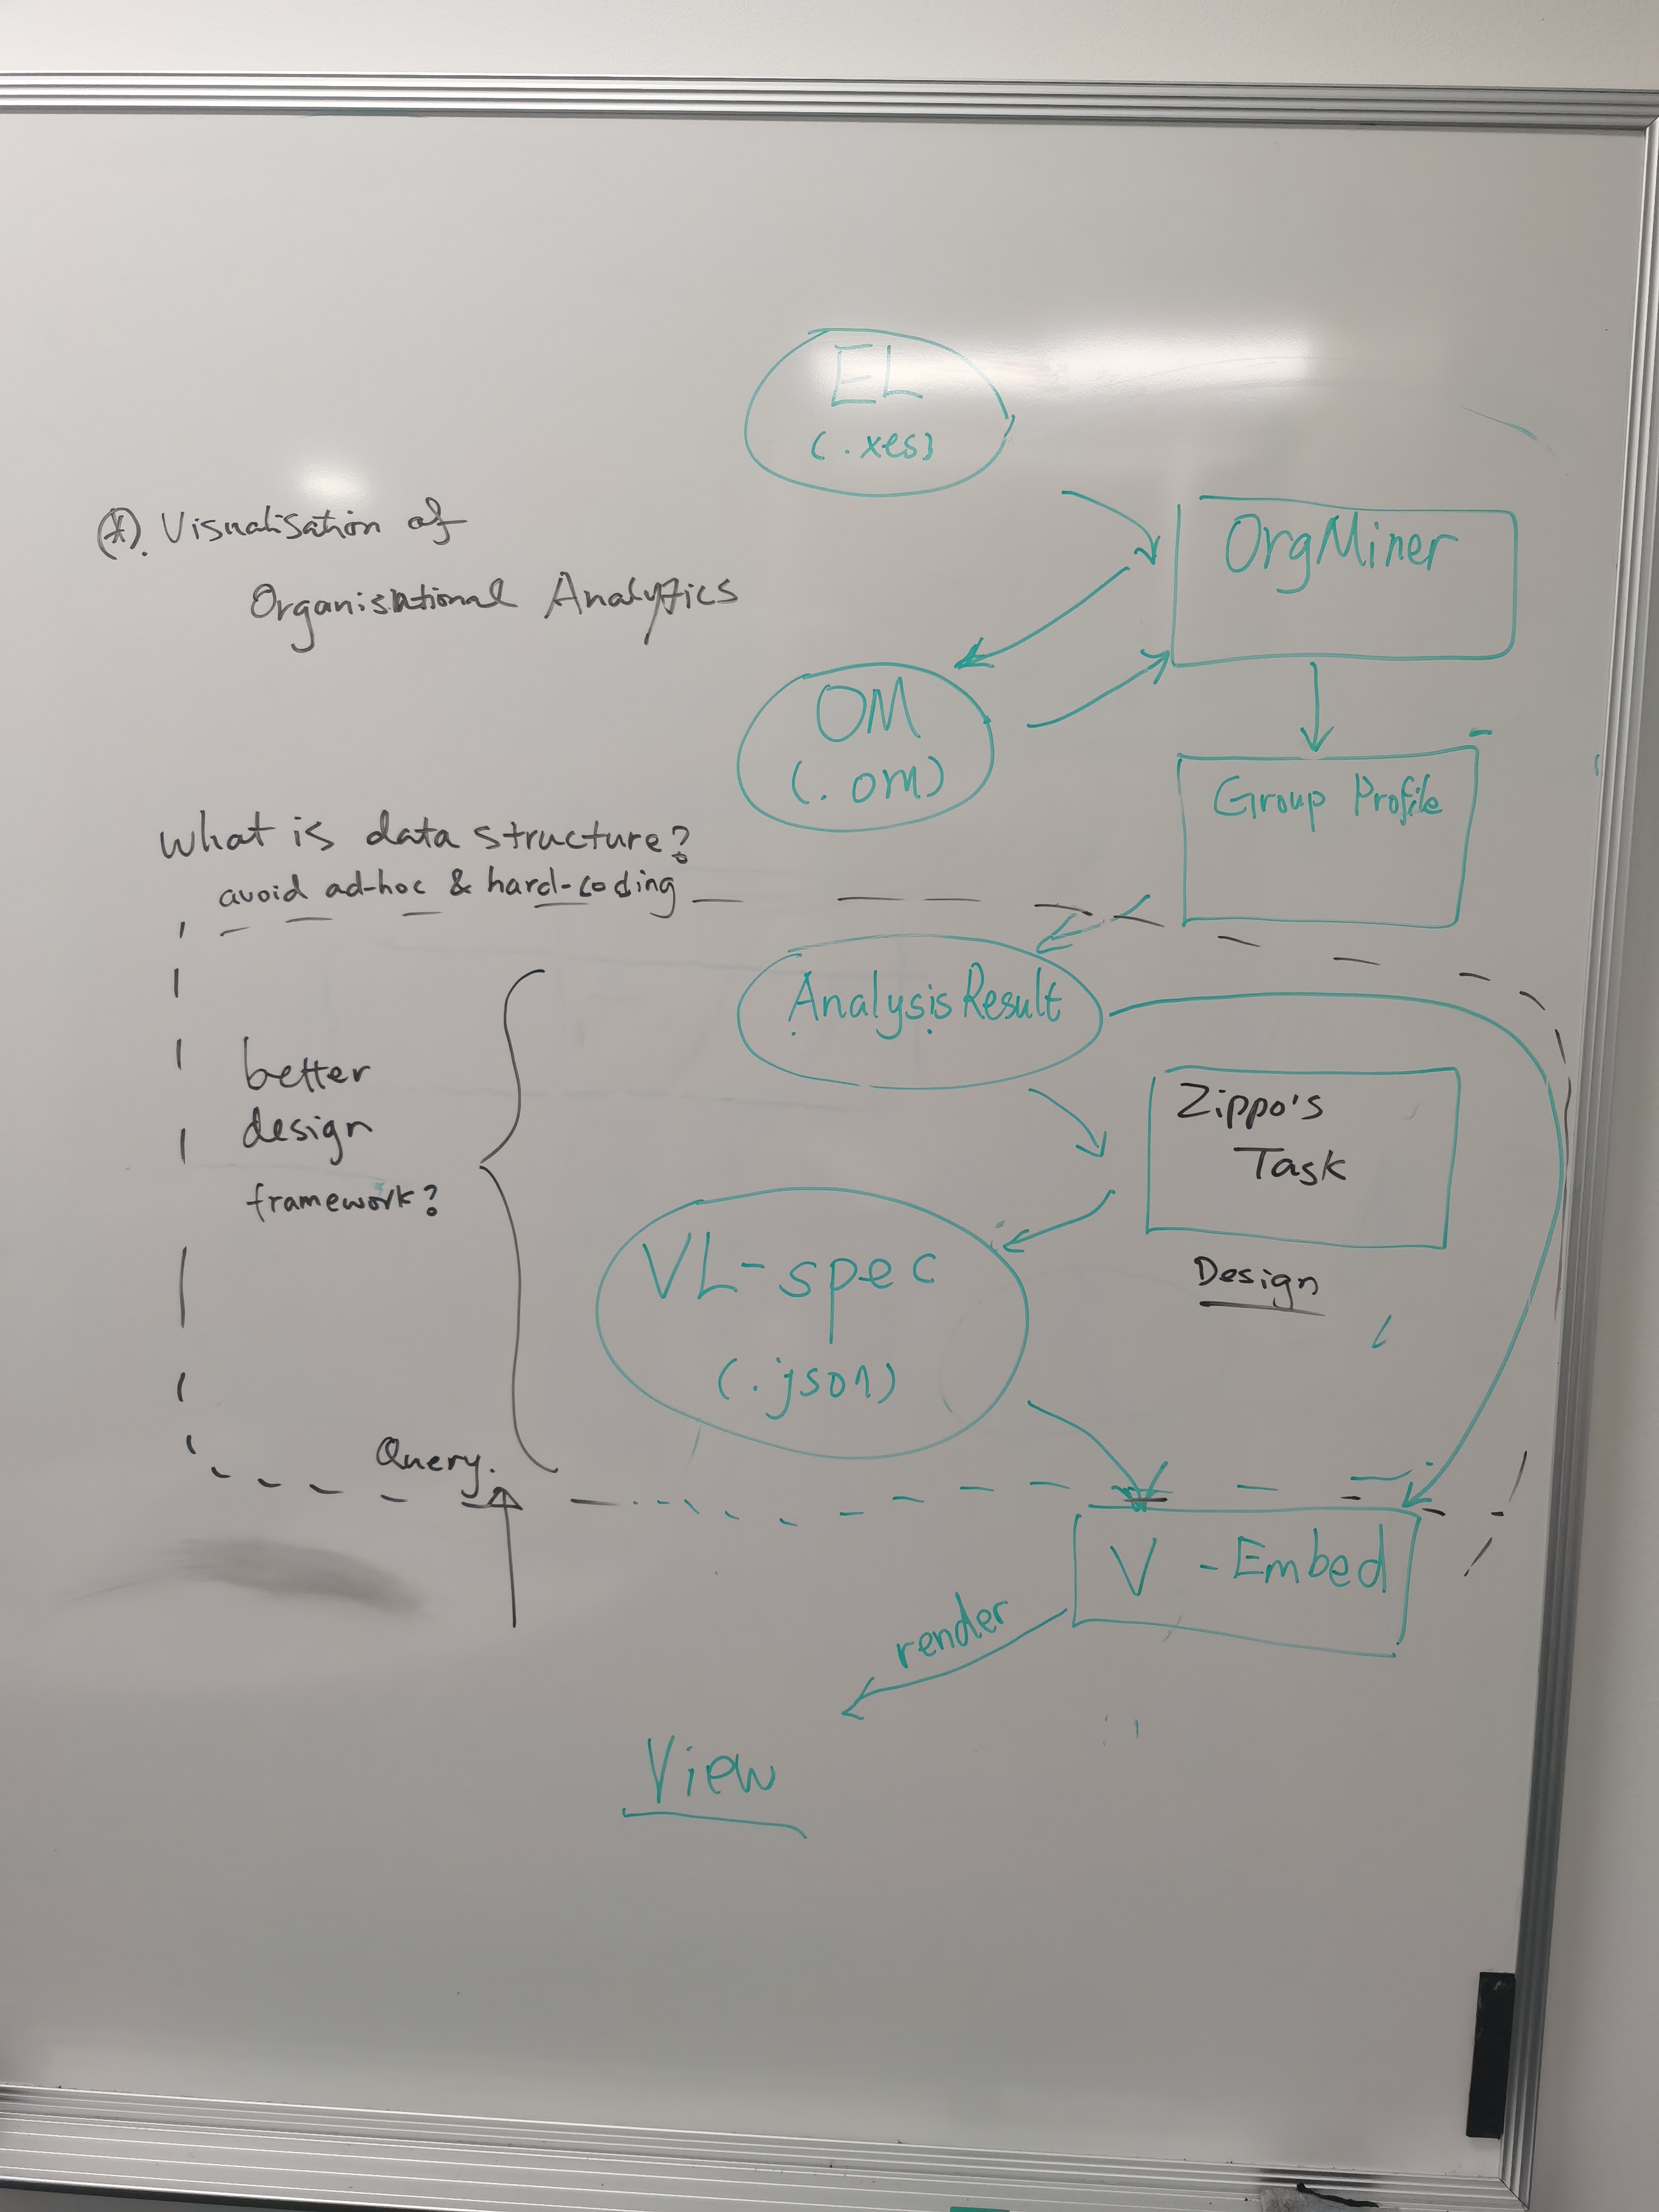 EL
(.xes)
(*). Visualisation of
Organisational Analytics
OrgMiner
OM
(.om)
Group Profile
What is data structure?
avoid ad-hoc & hard-coding
Analysis Result
better
design
framework?
Zippo's
Task
Design
VL-spec
(.json)
Query.
V -Embed
render
View